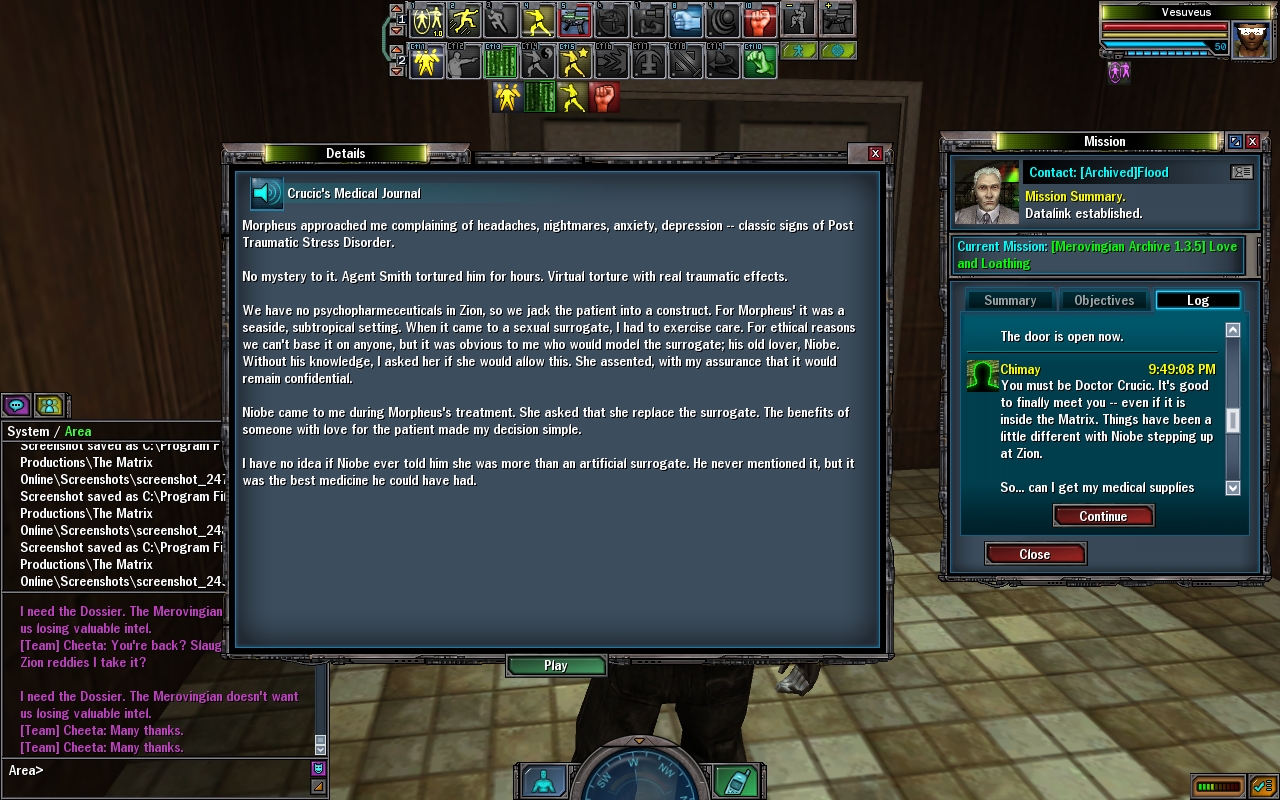 1
2
1.0
Vesuveus
50
Details
Crucic's Medical Journal
Morpheus approached me complaining of headaches, nightmares, anxiety, depression -- classic signs of Post
Traumatic Stress Disorder.
No mystery to it. Agent Smith tortured him for hours. Virtual torture with real traumatic effects.
We have no psychopharmeceuticals in Zion, so we jack the patient into a construct. For Morpheus' it was a
seaside, subtropical setting. When it came to a sexual surrogate, I had to exercise care. For ethical reasons
we can't base it on anyone, but it was obvious to me who would model the surrogate; his old lover, Niobe.
Without his knowledge, I asked her if she would allow this. She assented, with my assurance that it would
remain confidential.
Niobe came to me during Morpheus's treatment. She asked that she replace the surrogate. The benefits of
someone with love for the patient made my decision simple.
I have no idea if Niobe ever told him she was more than an artificial surrogate. He never mentioned it, but it
was the best medicine he could have had.
Play
Mission
Contact: [Archived]Flood
Mission Summary.
Datalink established.
Current Mission: [Merovingian Archive 1.3.5] Love
and Loathing
Summary
Objectives
Log
The door is open now.
Chimay 9:49:08 PM
You must be Doctor Crucic. It's good
to finally meet you -- even if it is
inside the Matrix. Things have been a
little different with Niobe stepping up
at Zion.
So... can I get my medical supplies
Continue
Close
System / Area
Screenshot saved as C:\Program F
Productions\The Matrix
Online\Screenshots\screenshot_247
Screenshot saved as C:\Program Fi
Productions\The Matrix
Online\Screenshots\screenshot_24
Screenshot saved as C:\Program Fi
Productions\The Matrix
Online\Screenshots\screenshot_24
I need the Dossier. The Merovingian
us losing valuable intel.
[Team] Cheeta: You're back? Slaug
Zion reddies I take it?
I need the Dossier. The Merovingian doesn't want
us losing valuable intel.
[Team] Cheeta: Many thanks.
[Team] Cheeta: Many thanks.
Area>
SW
W
NW